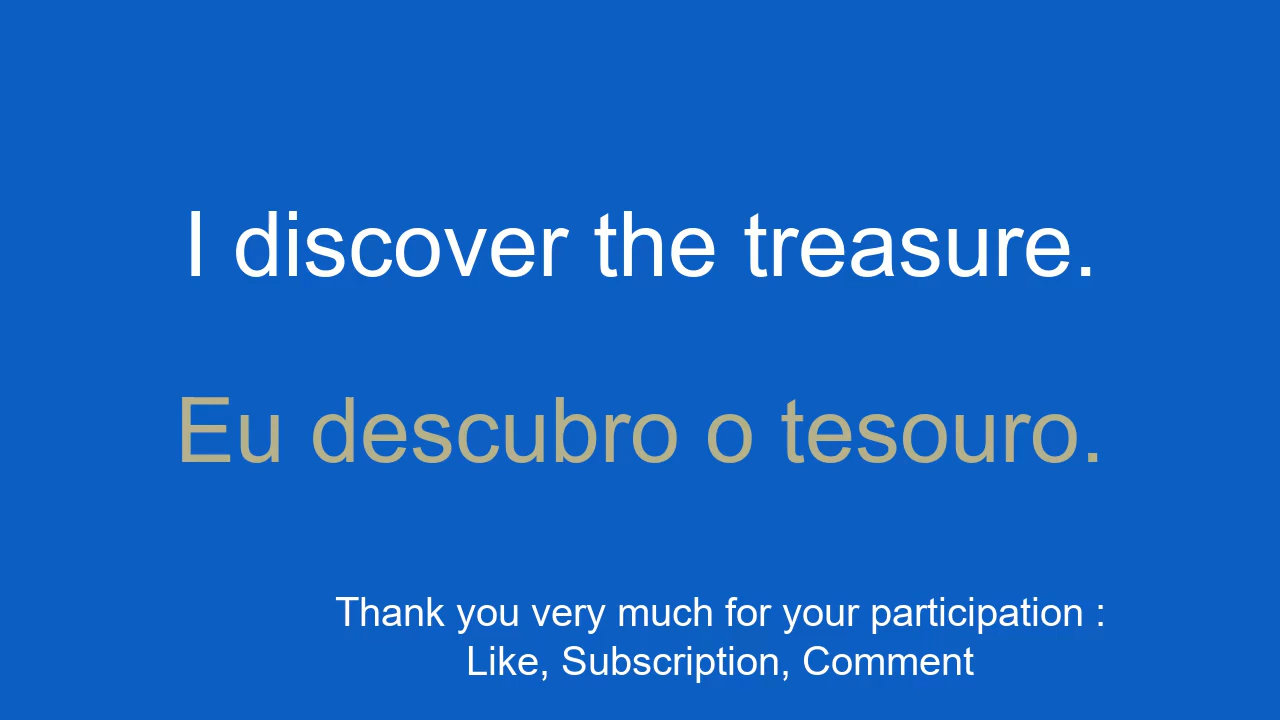 I discover the treasure.
Eu descubro o tesouro.
Thank you very much for your participation :
Like, Subscription, Comment